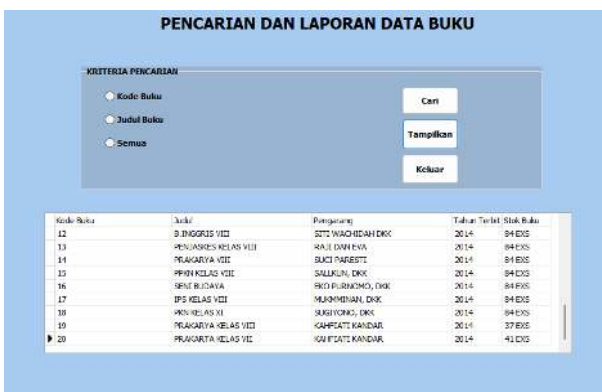 PENCARIAN DAN LAPORAN DATA BUKU
KRITERIA PENCARIAN
Kode Buku
Judul Buku
Semua
Cari
Tampilkan
Keluar
Kode Buku Judul Pengarang Tahun Terbit Stok Buku
12 B.INGGRIS VIII SITI WACHIDAH DKK 2014 84 EXS
13 PENJASKES KELAS VIII RAJI DAN EVA 2014 84 EXS
14 PRAKARYA VIII SUCI PARESTI 2014 84 EXS
15 PPKN KELAS VIII SALLKUN, DKK 2014 84 EXS
16 SENI BUDAYA EKO PURNOMO, DKK 2014 84 EXS
17 IPS KELAS VIII MUKMMINAN, DKK 2014 84 EXS
18 PKN KELAS XI SUGIYONO, DKK 2014 84 EXS
19 PRAKARYA KELAS VIII KAHFIATI KANDAR 2014 37 EXS
20 PRAKARTA KELAS VII KAHFIATI KANDAR 2014 41 EXS